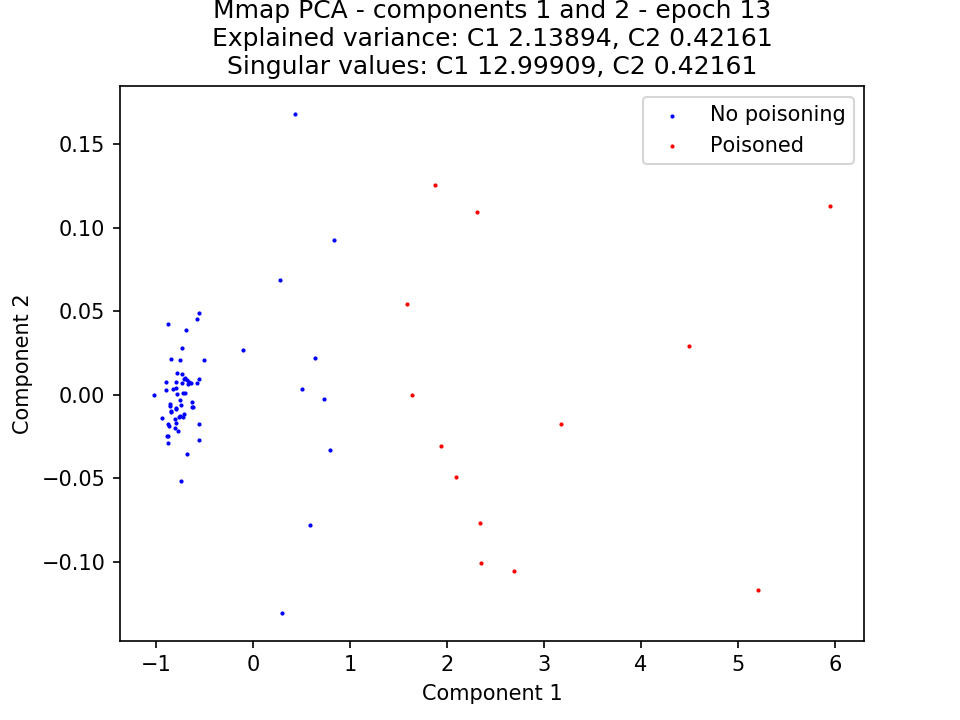 Mmap PCA - components 1 and 2 - epoch 13
Explained variance: C1 2.13894, C2 0.42161
Singular values: C1 12.99909, C2 0.42161
No poisoning
Poisoned
0.15
0.10
0.05
0.00
−0.05
−0.10
Component 2
−1
0
1
2
3
4
5
6
Component 1